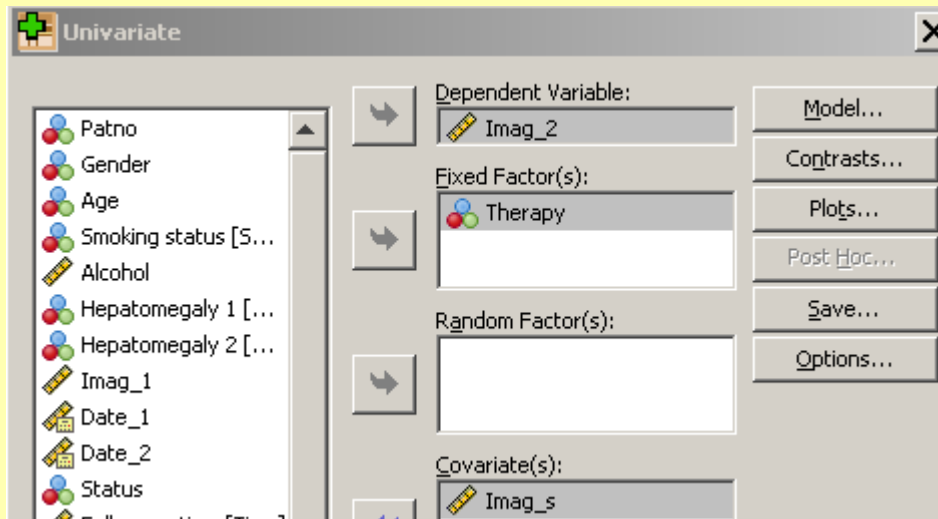 Univariate
Patno
Gender
Age
Smoking status [S...
Alcohol
Hepatomegaly 1 [...
Hepatomegaly 2 [...
Imag_1
Date_1
Date_2
Status
Dependent Variable:
Imag_2
Fixed Factor(s):
Therapy
Random Factor(s):
Covariate(s):
Imag_s
Model...
Contrasts...
Plots...
Post Hoc...
Save...
Options...